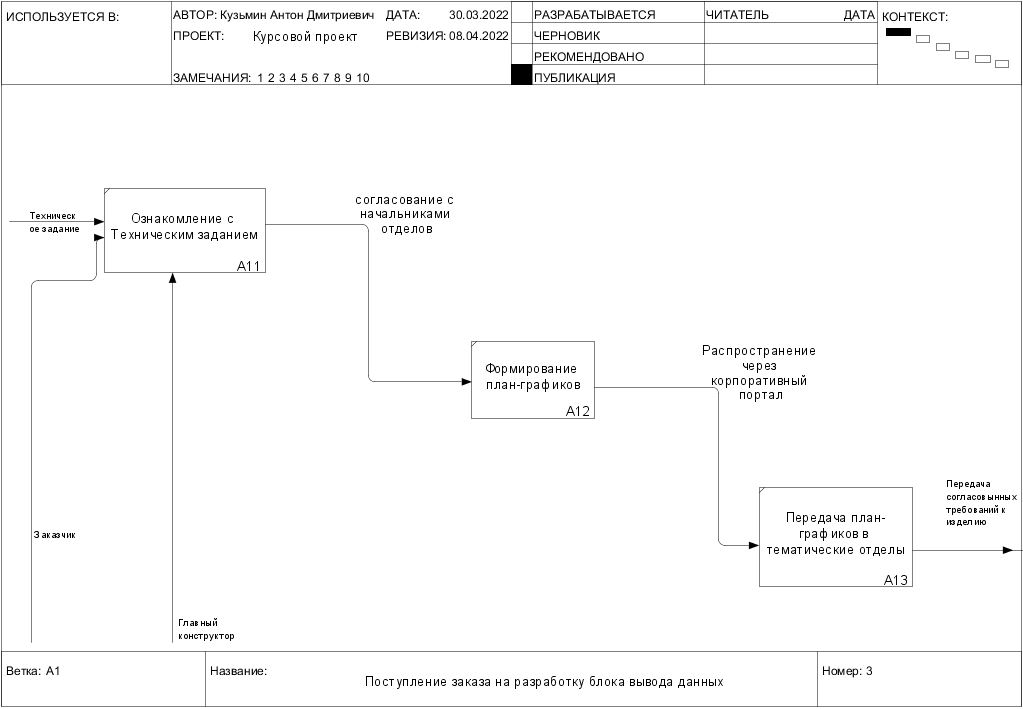 ИСПОЛЬЗУЕТСЯ В:
АВТОР: Кузьмин Антон Дмитриевич ДАТА: 30.03.2022
ПРОЕКТ: Курсовой проект РЕВИЗИЯ: 08.04.2022
ЗАМЕЧАНИЯ: 1 2 3 4 5 6 7 8 9 10
РАЗРАБАТЫВАЕТСЯ
ЧЕРНОВИК
РЕКОМЕНДОВАНО
ПУБЛИКАЦИЯ
ЧИТАТЕЛЬ ДАТА
КОНТЕКСТ:
Техническ
ое задание
Ознакомление с
Техническим заданием
A11
согласование с
начальниками
отделов
Формирование
план-графиков
A12
Распространение
через
корпоративный
портал
Передача план-
графиков в
тематические отделы
A13
Передача
согласовынных
требований к
изделию
Заказчик
Главный
конструктор
Ветка: A1
Название:
Поступление заказа на разработку блока вывода данных
Номер: 3